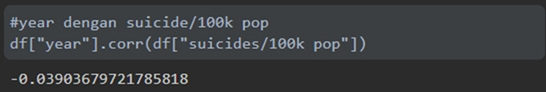 #year dengan suicide/100k pop
df["year"].corr(df["suicides/100k pop"])
-0.03903679721785818